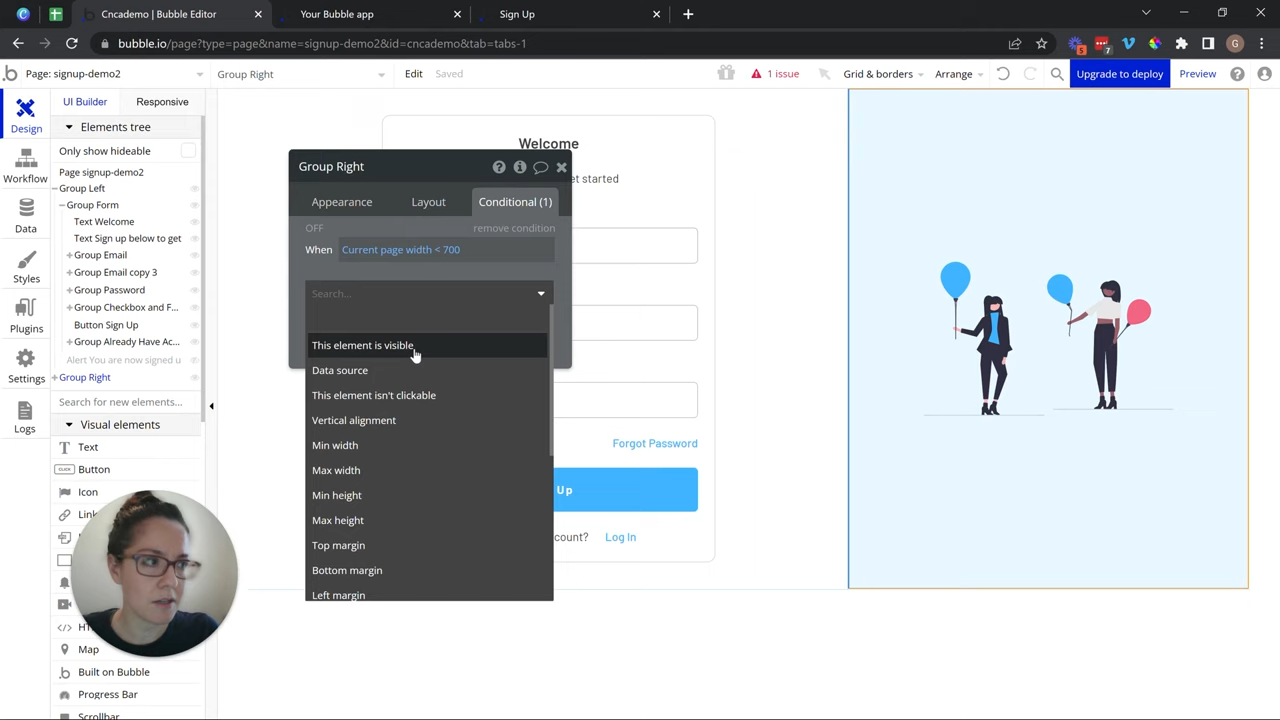 Cncademo | Bubble Editor
Your Bubble app
Sign Up
bubble.io/page?type=page&name=signup-demo2&id=cncademo&tab=tabs-1
5
7
G
Page: signup-demo2
Group Right
Edit
Saved
1 issue
Grid & borders
Arrange
Upgrade to deploy
Preview
Design
Workflow
Data
Styles
Plugins
Settings
Logs
UI Builder
Responsive
Elements tree
Only show hideable
Page signup-demo2
Group Left
Group Form
Text Welcome
Text Sign up below to get
Group Email
Group Email copy 3
Group Password
Group Checkbox and F...
Button Sign Up
Group Already Have Ac...
Alert You are now signed u
Group Right
Search for new elements...
Visual elements
Text
Button
CLICK
Icon
Link
HT
Map
Built on Bubble
Progress Bar
Scrollbar
Group Right
Appearance
Layout
Conditional (1)
OFF
remove condition
When
Current page width < 700
Search...
This element is visible
Data source
This element isn't clickable
Vertical alignment
Min width
Max width
Min height
Max height
Top margin
Bottom margin
Left margin
Welcome
et started
Forgot Password
Up
ccount?
Log In